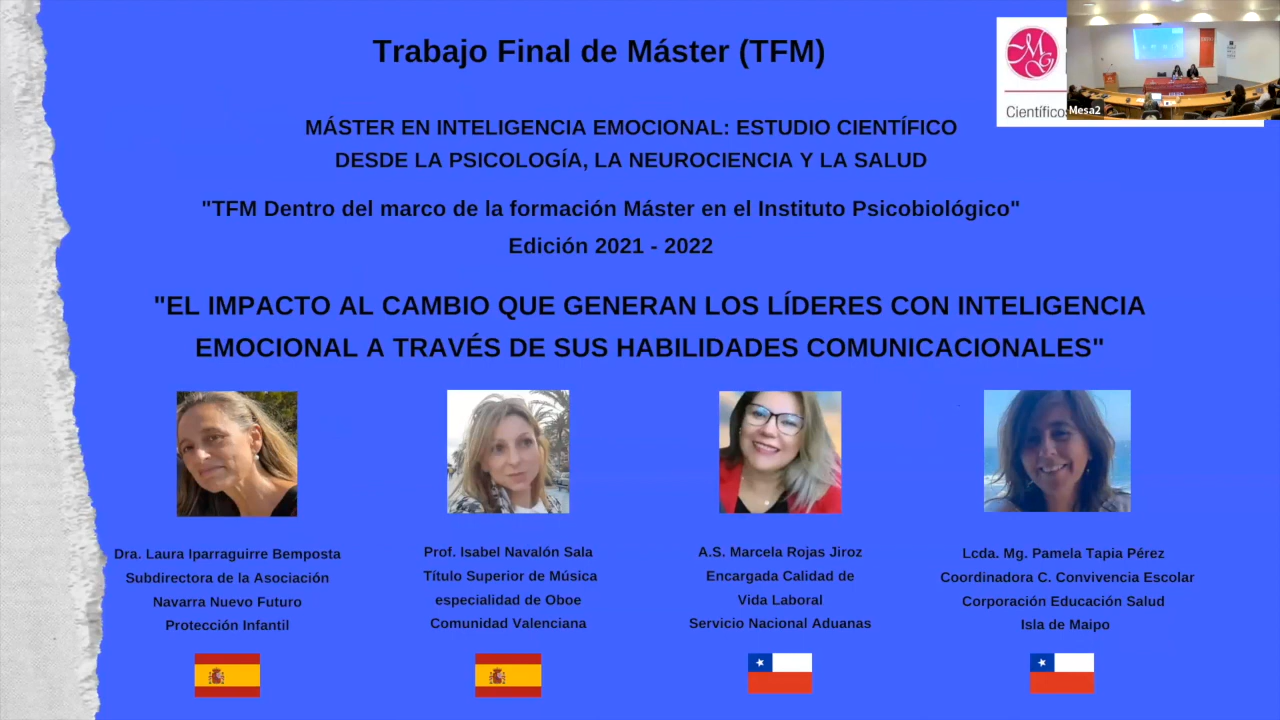 Trabajo Final de Máster (TFM)
MG
Científicos
Mesa2
MÁSTER EN INTELIGENCIA EMOCIONAL: ESTUDIO CIENTÍFICO
DESDE LA PSICOLOGÍA, LA NEUROCIENCIA Y LA SALUD
"TFM Dentro del marco de la formación Máster en el Instituto Psicobiológico"
Edición 2021 - 2022
"EL IMPACTO AL CAMBIO QUE GENERAN LOS LÍDERES CON INTELIGENCIA
EMOCIONAL A TRAVÉS DE SUS HABILIDADES COMUNICACIONALES"
Dra. Laura Iparraguirre Bemposta
Subdirectora de la Asociación
Navarra Nuevo Futuro
Protección Infantil
Prof. Isabel Navalón Sala
Título Superior de Música
especialidad de Oboe
Comunidad Valenciana
A.S. Marcela Rojas Jiroz
Encargada Calidad de
Vida Laboral
Servicio Nacional Aduanas
Lcda. Mg. Pamela Tapia Pérez
Coordinadora C. Convivencia Escolar
Corporación Educación Salud
Isla de Maipo